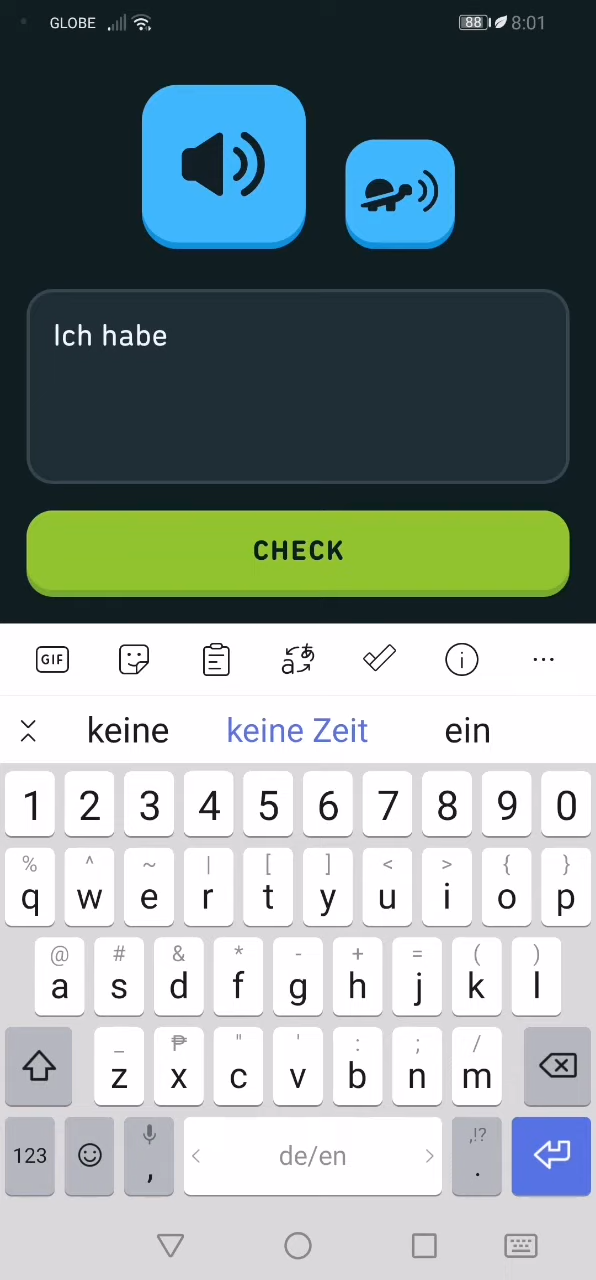 GLOBE 88 8:01
Ich habe
CHECK
GIF
keine keine Zeit ein
1 2 3 4 5 6 7 8 9 0
% ^ ~ | [ ] < > { }
q w e r t y u i o p
@ # & * - + = ( )
a s d f g h j k l
_ ₱ " ' : ; /
z x c v b n m
,!?
123 , de/en .